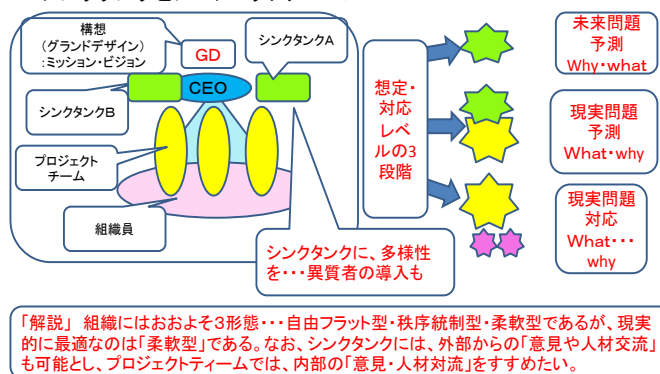 構想
(グランドデザイン)
:ミッション・ビジョン
GD
シンクタンクA
CEO
シンクタンクB
プロジェクト
チーム
組織員
シンクタンクに、多様性
を・・・異質者の導入も
想定・
対応
レベ
ルの3
段階
未来問題
予測
Why・what
現実問題
予測
What・why
現実問題
対応
What・・・
why
「解説」 組織にはおおよそ3形態・・・自由フラット型・秩序統制型・柔軟型であるが、現実
的に最適なのは「柔軟型」である。なお、シンクタンクには、外部からの「意見や人材交流」
も可能とし、プロジェクトティームでは、内部の「意見・人材対流」をすすめたい。